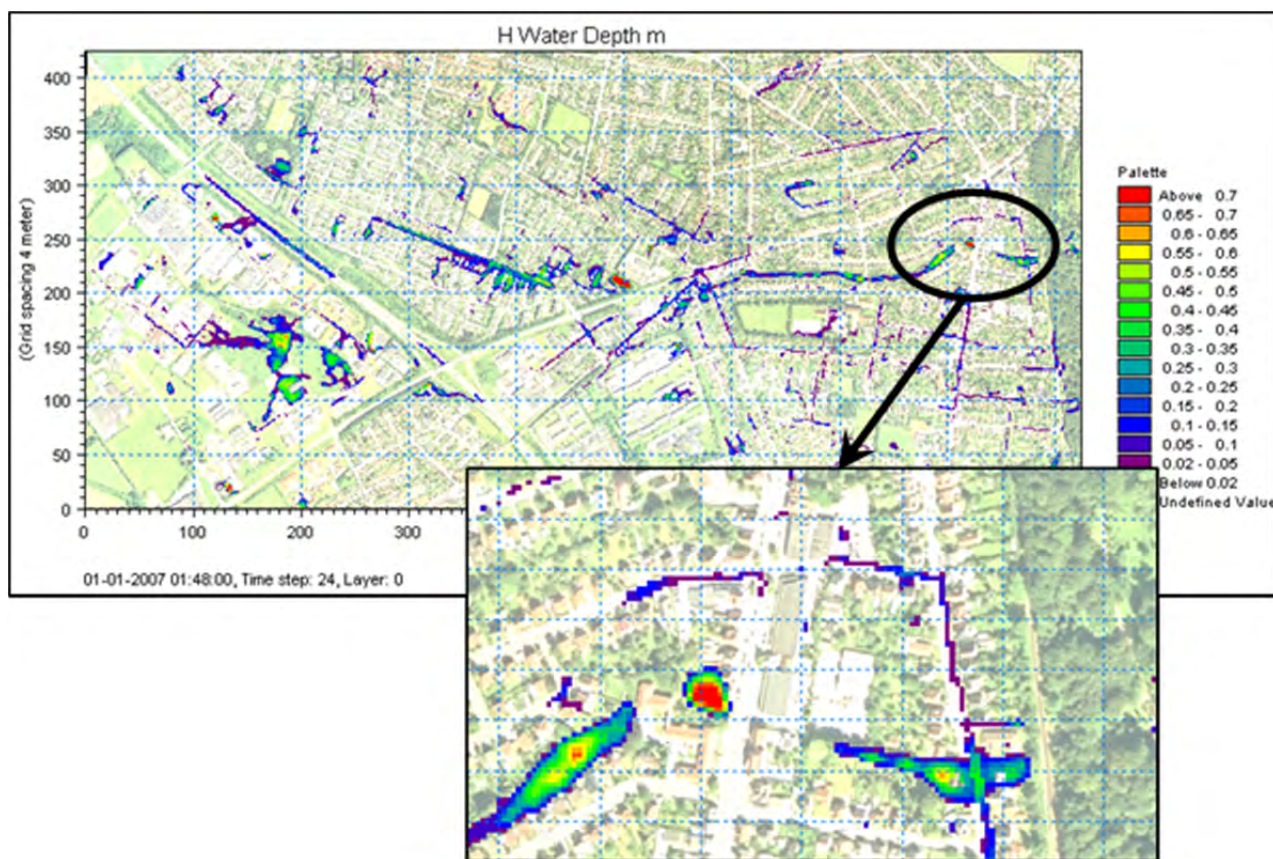 H Water Depth m
(Grid spacing 4 meter)
400
350
300
250
200
150
100
50
0
0 100 200 300
01-01-2007 01:48:00, Time step: 24, Layer: 0
Palette
Above 0.7
0.65 - 0.7
0.6 - 0.65
0.55 - 0.6
0.5 - 0.55
0.45 - 0.5
0.4 - 0.45
0.35 - 0.4
0.3 - 0.35
0.25 - 0.3
0.2 - 0.25
0.15 - 0.2
0.1 - 0.15
0.05 - 0.1
0.02 - 0.05
Below 0.02
Undefined Value